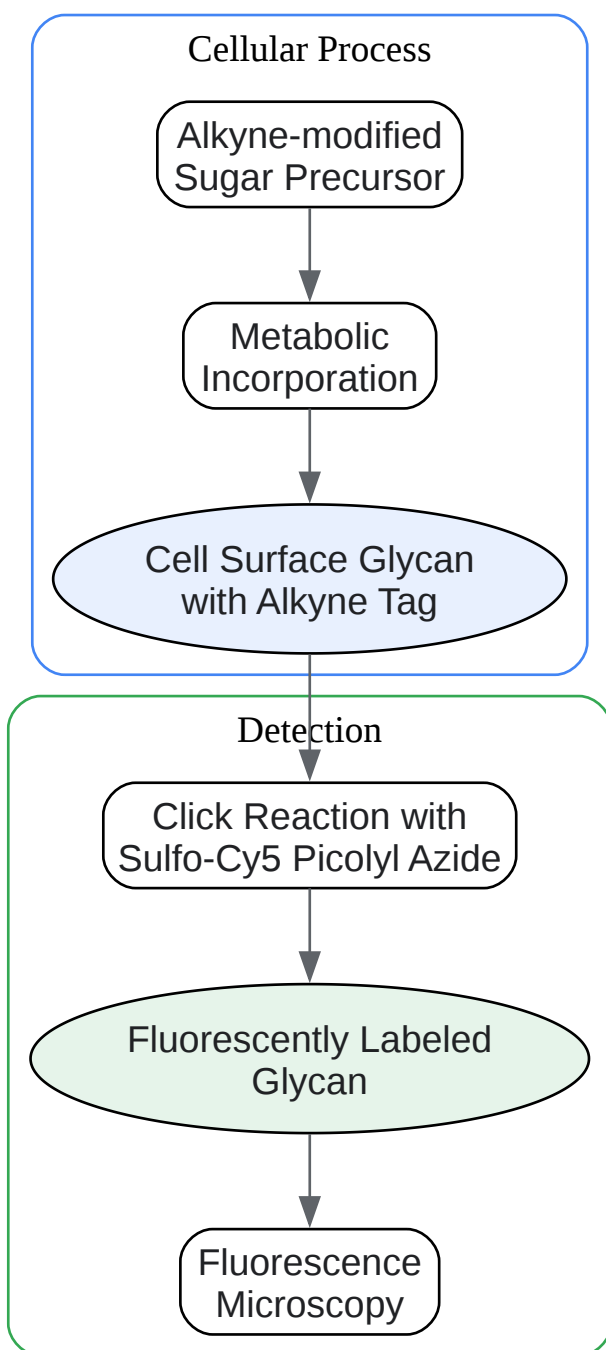 Cellular Process
Alkyne-modified
Sugar Precursor
Metabolic
Incorporation
Cell Surface Glycan
with Alkyne Tag
Detection
Click Reaction with
Sulfo-Cy5 Picolyl Azide
Fluorescently Labeled
Glycan
Fluorescence
Microscopy